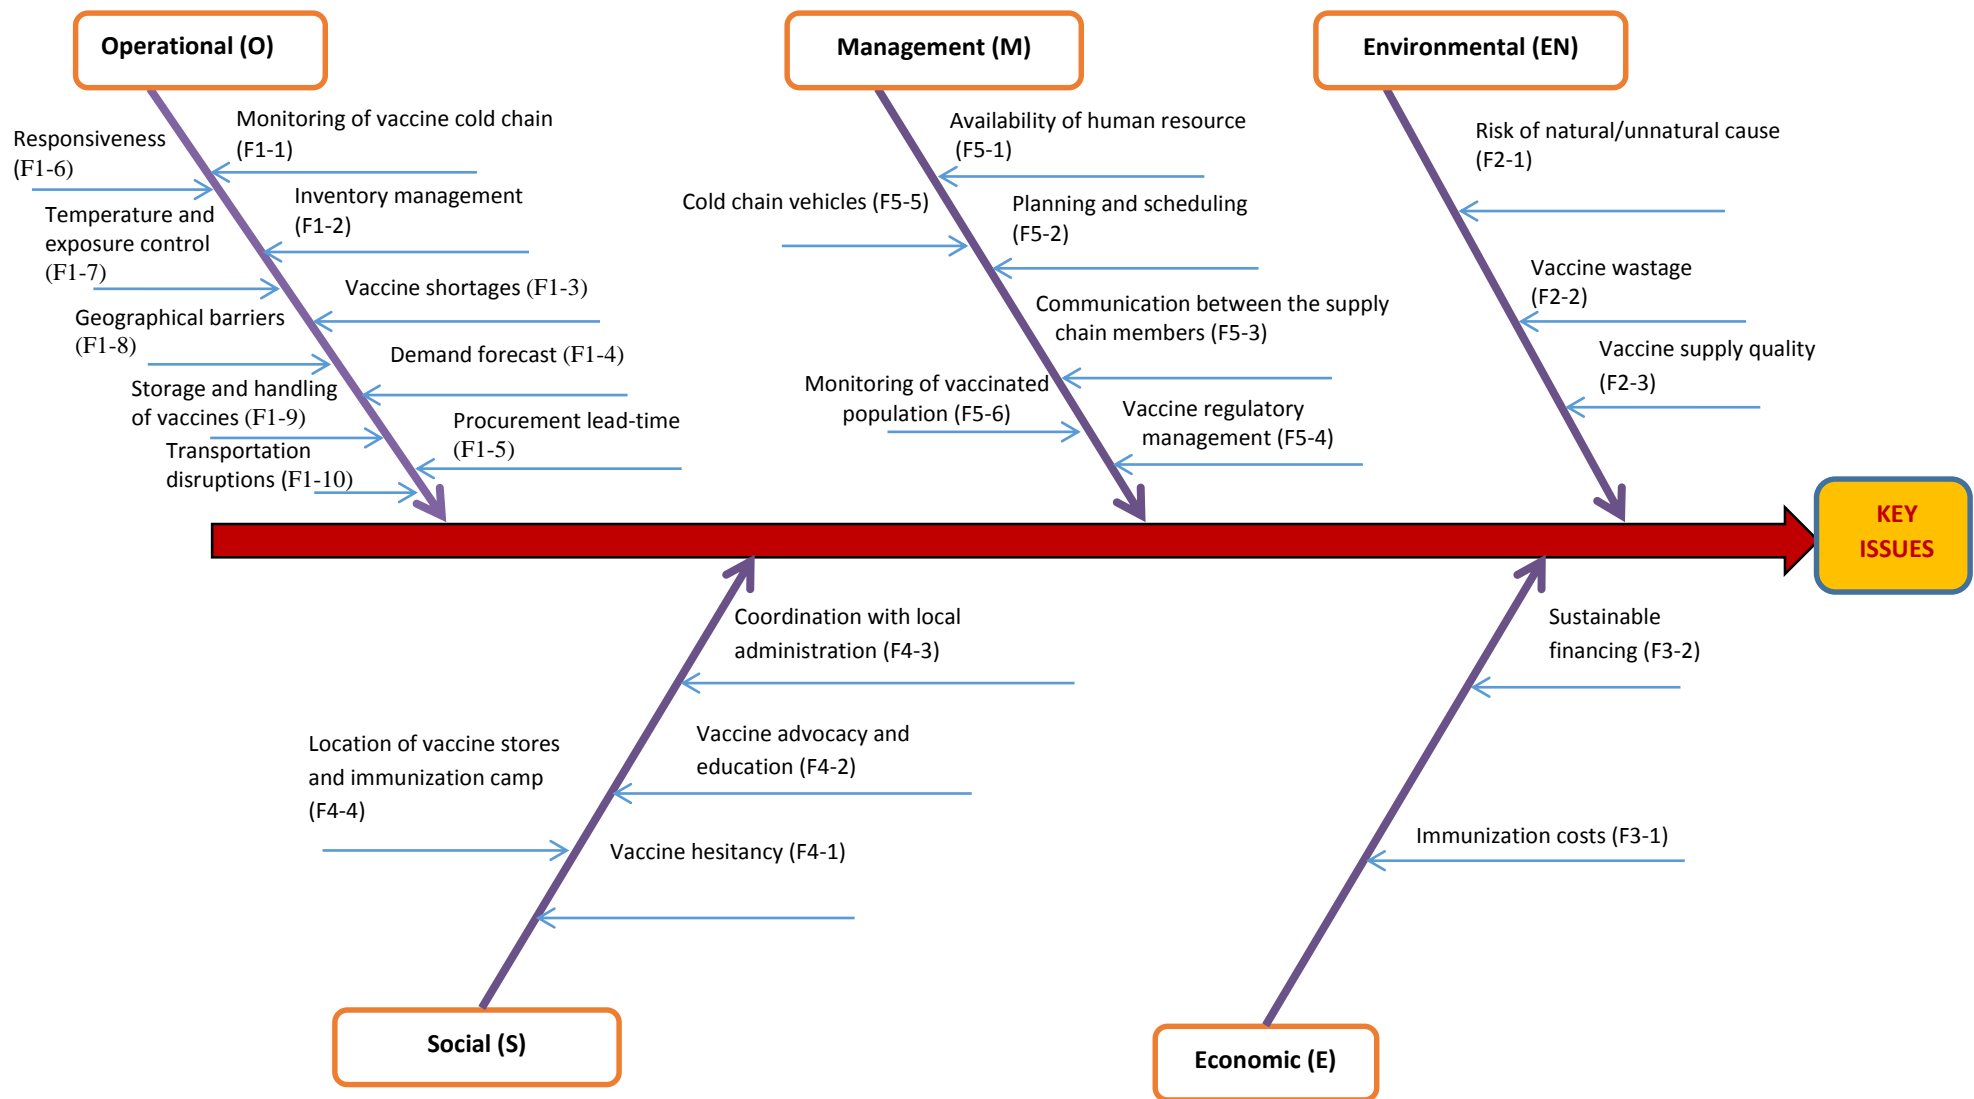 Operational (O)
Management (M)
Environmental (EN)
Responsiveness
(F1-6)
Monitoring of vaccine cold chain
(F1-1)
Temperature and
exposure control
(F1-7)
Inventory management
(F1-2)
Geographical barriers
(F1-8)
Vaccine shortages (F1-3)
Storage and handling
of vaccines (F1-9)
Demand forecast (F1-4)
Transportation
disruptions (F1-10)
Procurement lead-time
(F1-5)
Availability of human resource
(F5-1)
Cold chain vehicles (F5-5)
Planning and scheduling
(F5-2)
Communication between the supply
chain members (F5-3)
Monitoring of vaccinated
population (F5-6)
Vaccine regulatory
management (F5-4)
Risk of natural/unnatural cause
(F2-1)
Vaccine wastage
(F2-2)
Vaccine supply quality
(F2-3)
KEY
ISSUES
Coordination with local
administration (F4-3)
Location of vaccine stores
and immunization camp
(F4-4)
Vaccine advocacy and
education (F4-2)
Vaccine hesitancy (F4-1)
Sustainable
financing (F3-2)
Immunization costs (F3-1)
Social (S)
Economic (E)